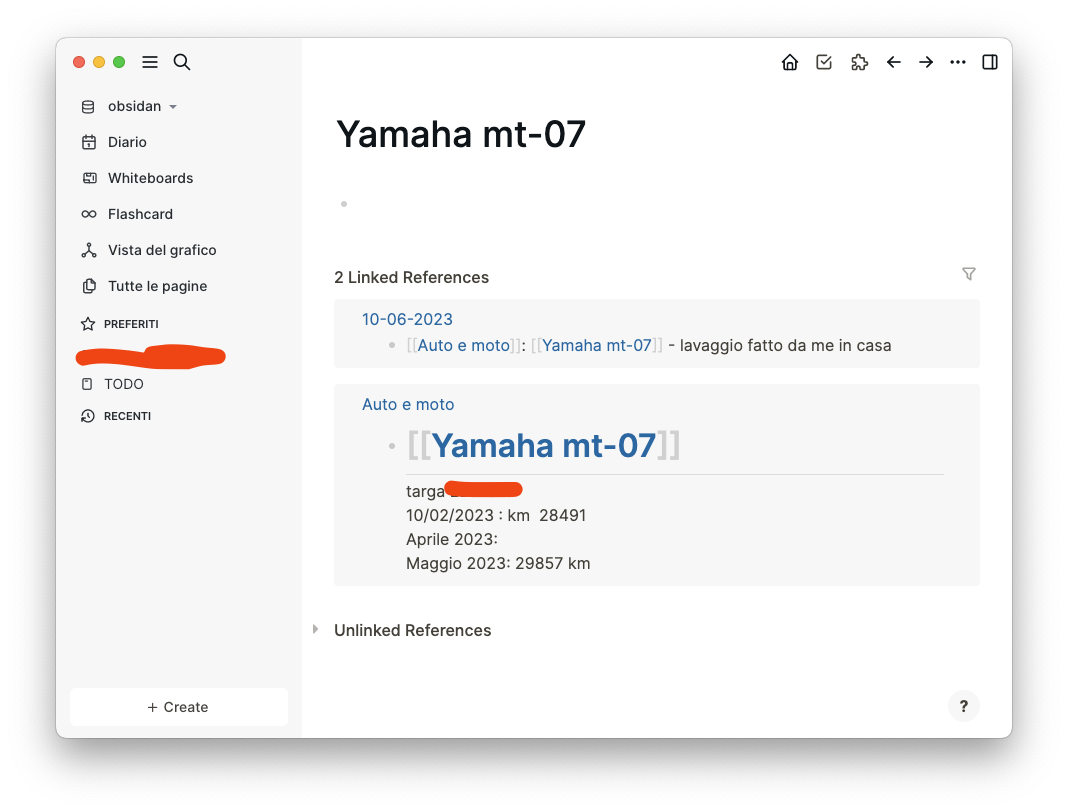 obsidan
Diario
Whiteboards
Flashcard
Vista del grafico
Tutte le pagine
PREFERITI
TODO
RECENTI
+ Create
Yamaha mt-07
2 Linked References
10-06-2023
[[Auto e moto]]: [[Yamaha mt-07]] - lavaggio fatto da me in casa
Auto e moto
[[Yamaha mt-07]]
targa
10/02/2023 : km  28491
Aprile 2023:
Maggio 2023: 29857 km
Unlinked References
?